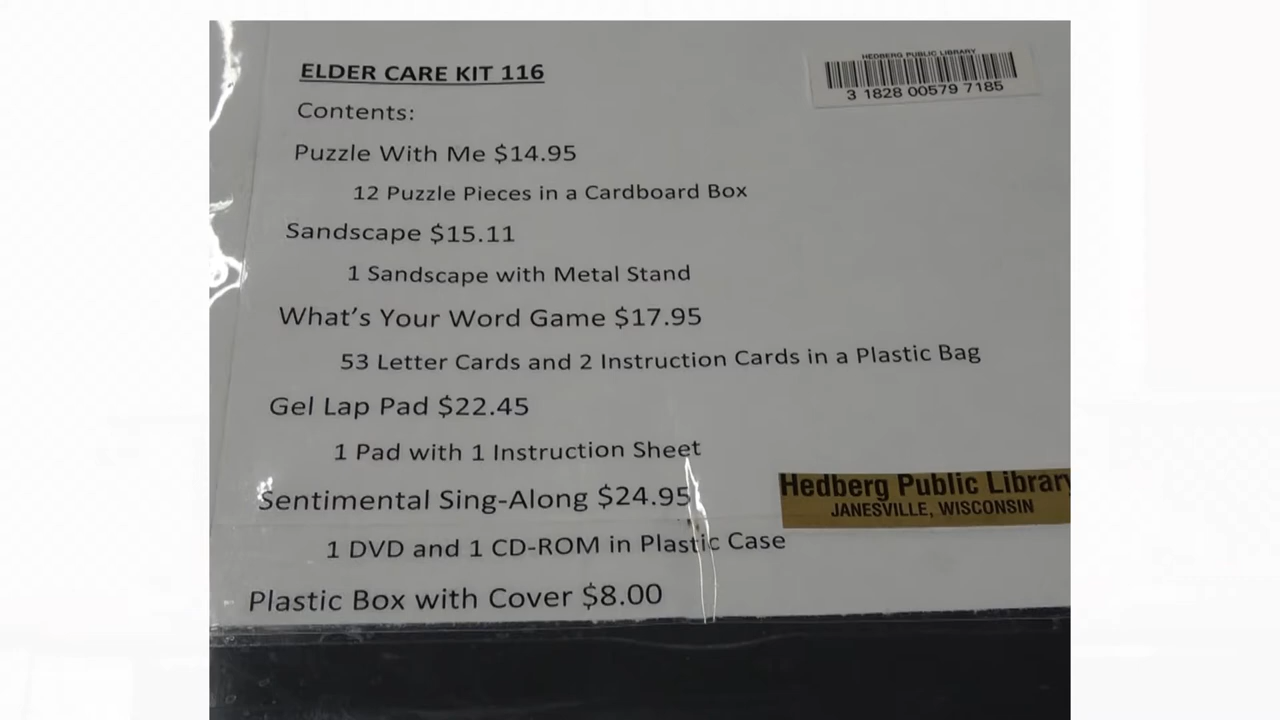 HEDBERG PUBLIC LIBRARY
3 1828 00579 7185
ELDER CARE KIT 116
Contents:
Puzzle With Me $14.95
12 Puzzle Pieces in a Cardboard Box
Sandscape $15.11
1 Sandscape with Metal Stand
What's Your Word Game $17.95
53 Letter Cards and 2 Instruction Cards in a Plastic Bag
Gel Lap Pad $22.45
1 Pad with 1 Instruction Sheet
Sentimental Sing-Along $24.95
1 DVD and 1 CD-ROM in Plastic Case
Plastic Box with Cover $8.00
Hedberg Public Library
JANESVILLE, WISCONSIN